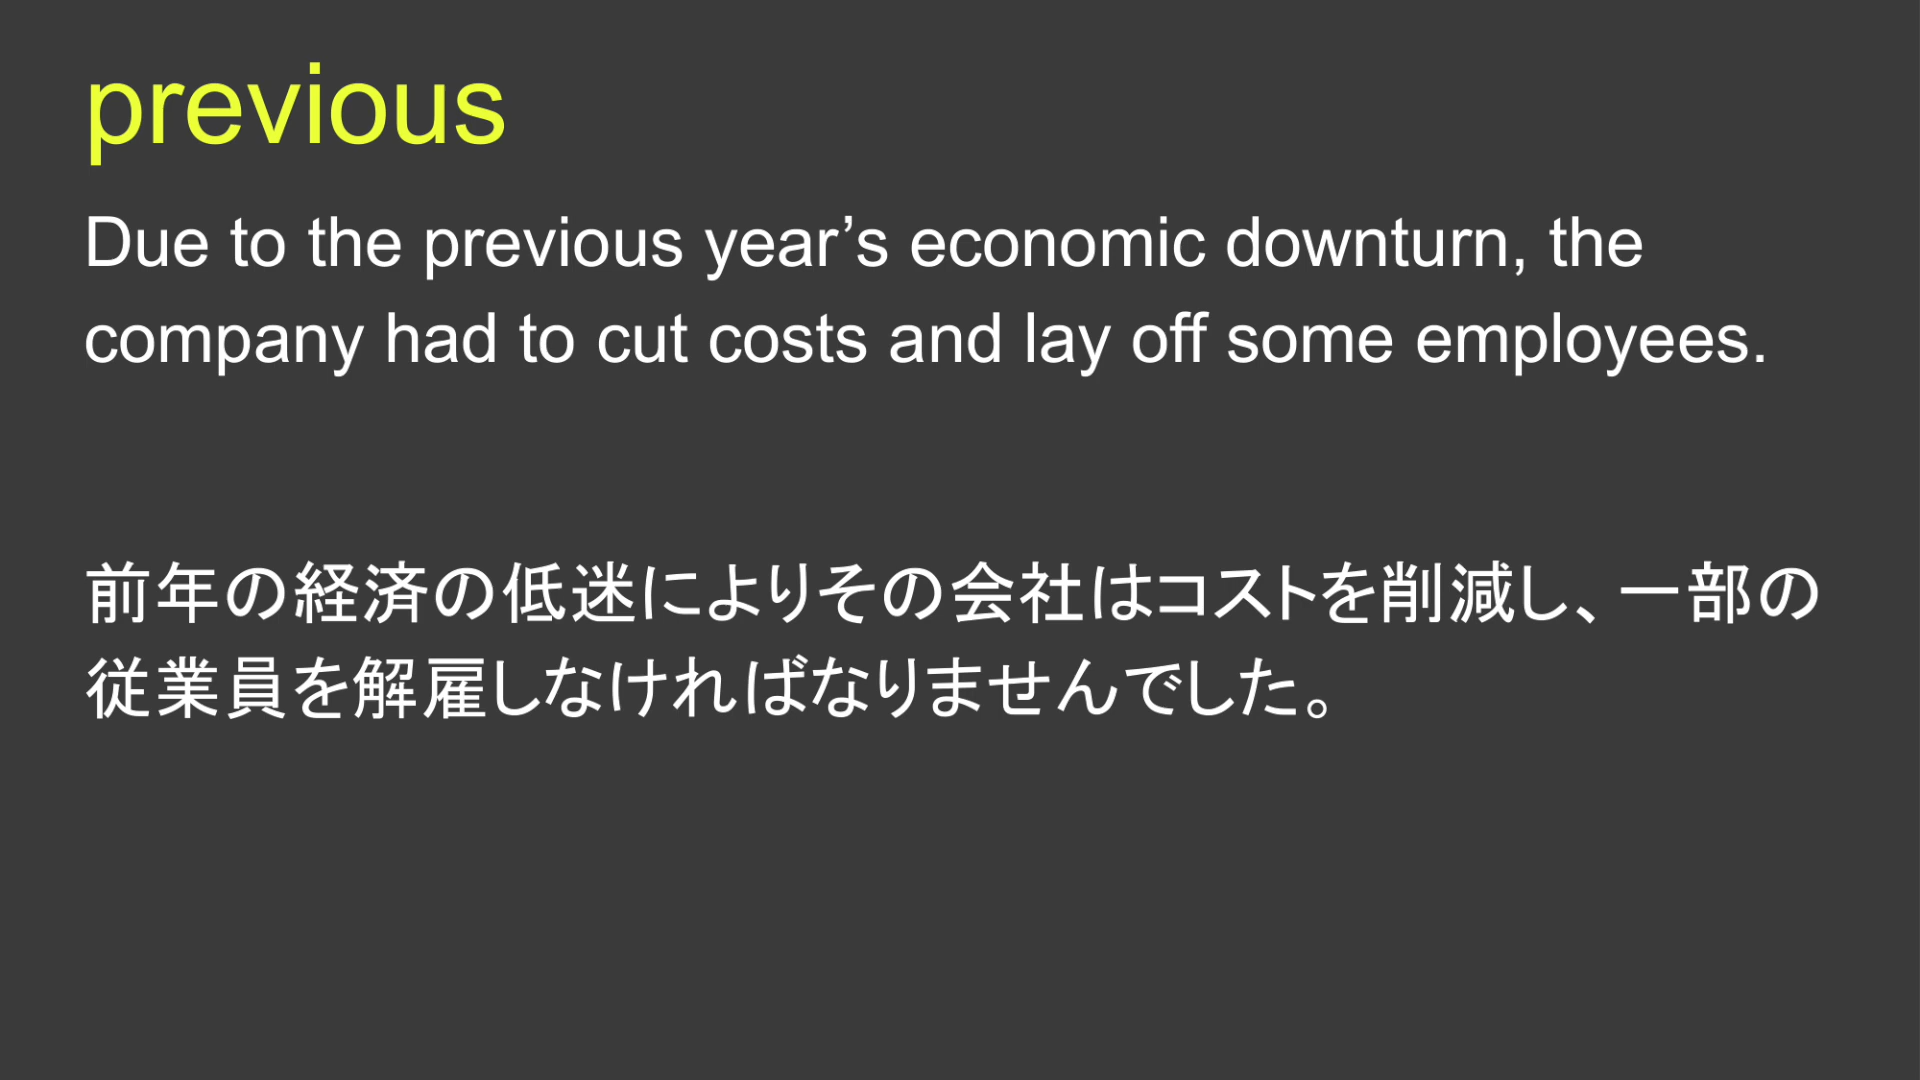 previous
Due to the previous year’s economic downturn, the
company had to cut costs and lay off some employees.
前年の経済の低迷によりその会社はコストを削減し、一部の
従業員を解雇しなければなりませんでした。